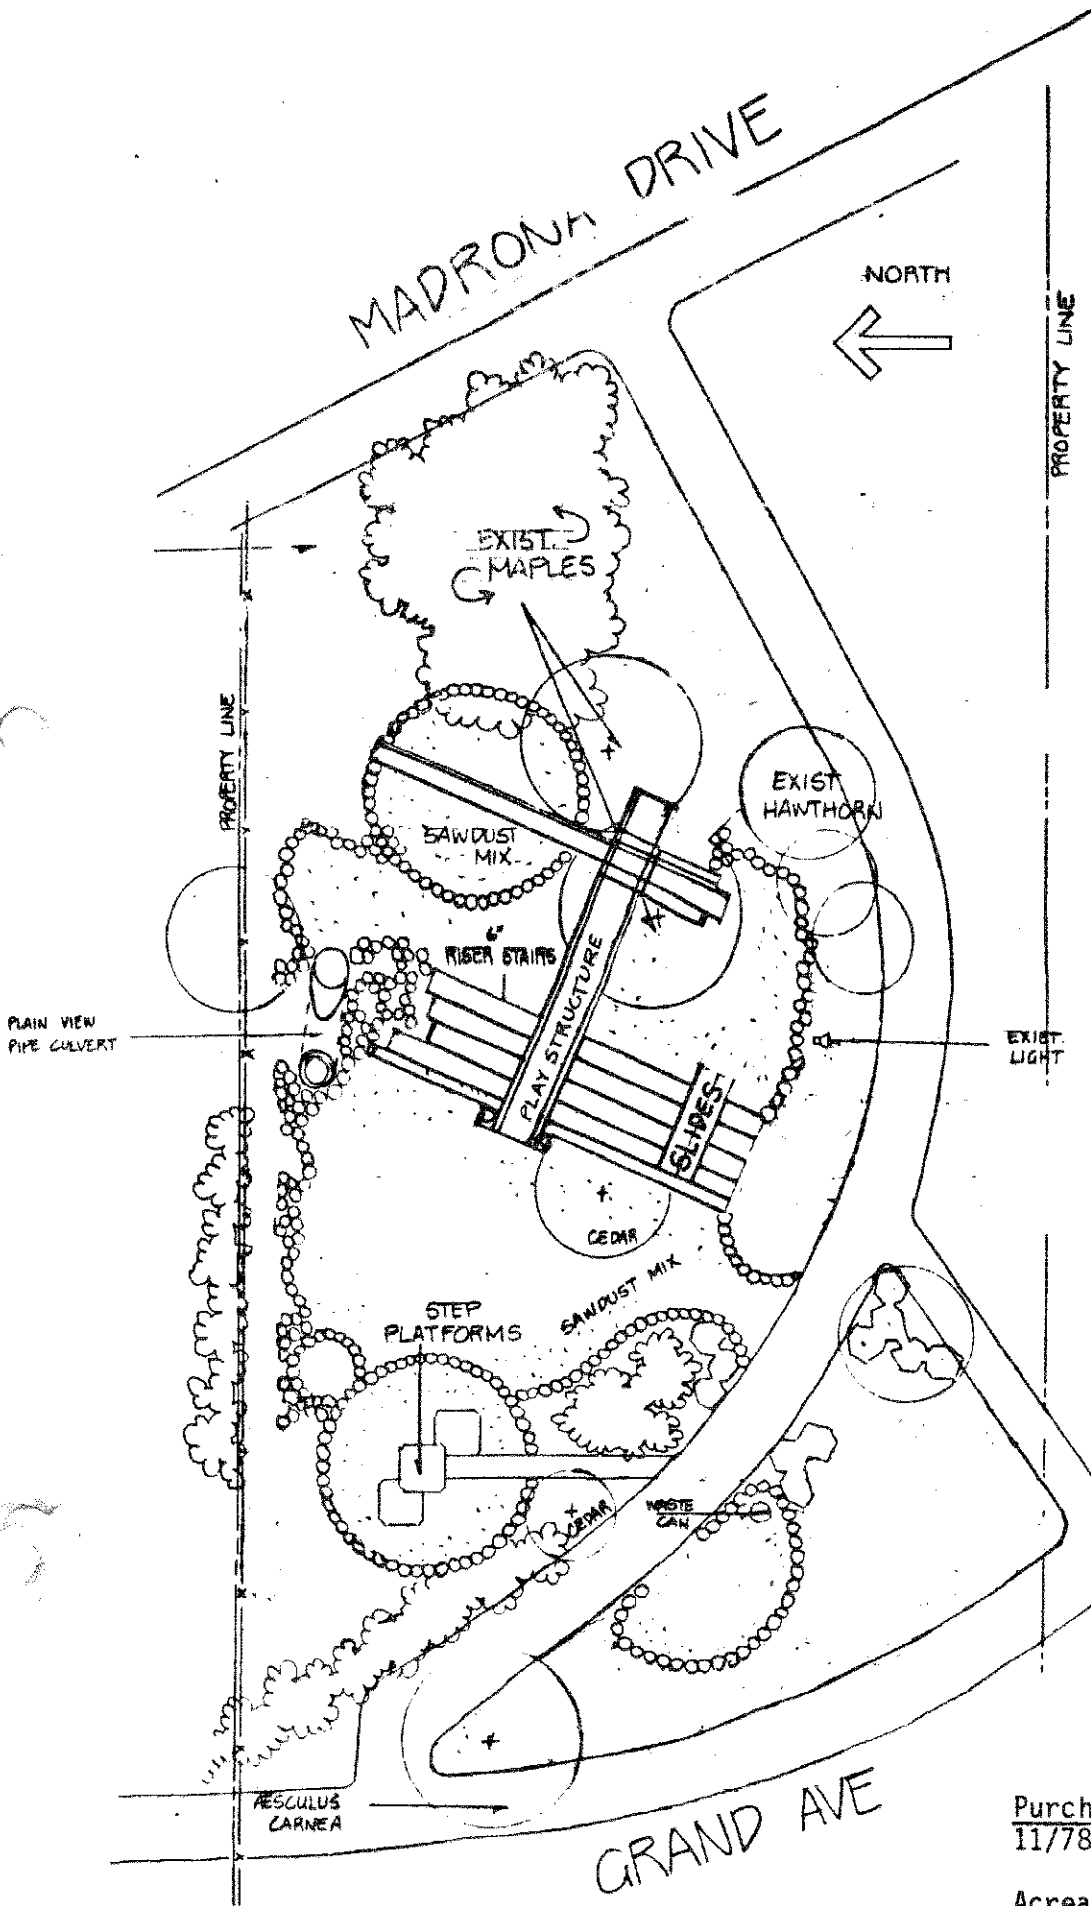 MADRONA DRIVE
NORTH
PROPERTY LINE
EXIST.
MAPLES
PROPERTY LINE
EXIST
HAWTHORN
SAWDUST
MIX
6"
RISER STAIRS
PLAY STRUCTURE
PLAIN VIEW
PIPE CULVERT
EXIST.
LIGHT
SLIDES
CEDAR
SAWDUST MIX
STEP
PLATFORMS
CEDAR
WASTE
CAN
AESCULUS
CARNEA
GRAND AVE
Purch
11/78
Acrea